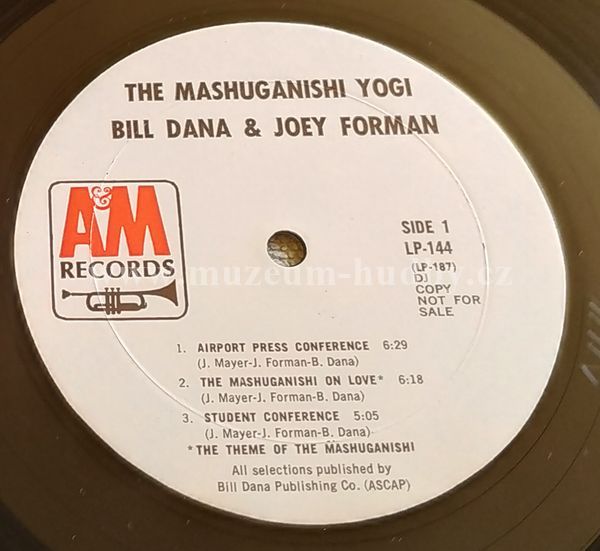 THE MASHUGANISHI YOGI
BILL DANA & JOEY FORMAN
A&M
RECORDS
SIDE 1
LP-144
(LP-187)
DJ
COPY
NOT FOR
SALE
www.muzeum-hudby.cz
1. AIRPORT PRESS CONFERENCE 6:29
(J. Mayer-J. Forman-B. Dana)
2. THE MASHUGANISHI ON LOVE* 6:18
(J. Mayer-J. Forman-B. Dana)
3. STUDENT CONFERENCE 5:05
(J. Mayer-J. Forman-B. Dana)
*THE THEME OF THE MASHUGANISHI
All selections published by
Bill Dana Publishing Co. (ASCAP)